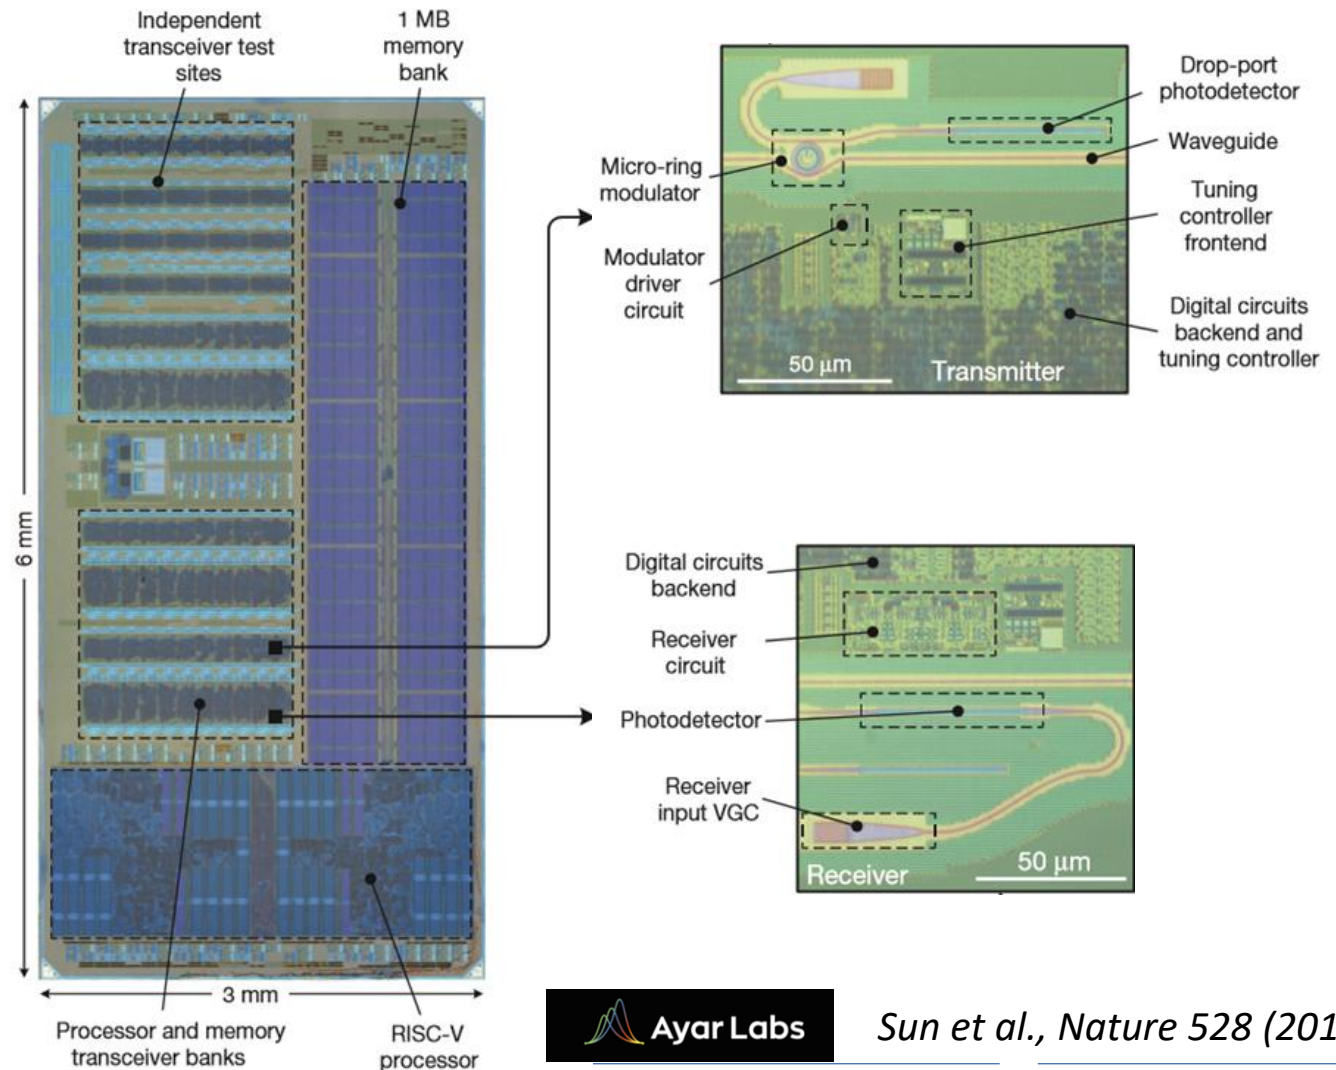 Independent
transceiver test
sites
1 MB
memory
bank
6 mm
3 mm
Processor and memory
transceiver banks
RISC-V
processor
Drop-port
photodetector
Waveguide
Micro-ring
modulator
Tuning
controller
frontend
Modulator
driver
circuit
Digital circuits
backend and
tuning controller
50 μm
Transmitter
Digital circuits
backend
Receiver
circuit
Photodetector
Receiver
input VGC
50 μm
Receiver
Ayar Labs
Sun et al., Nature 528 (201